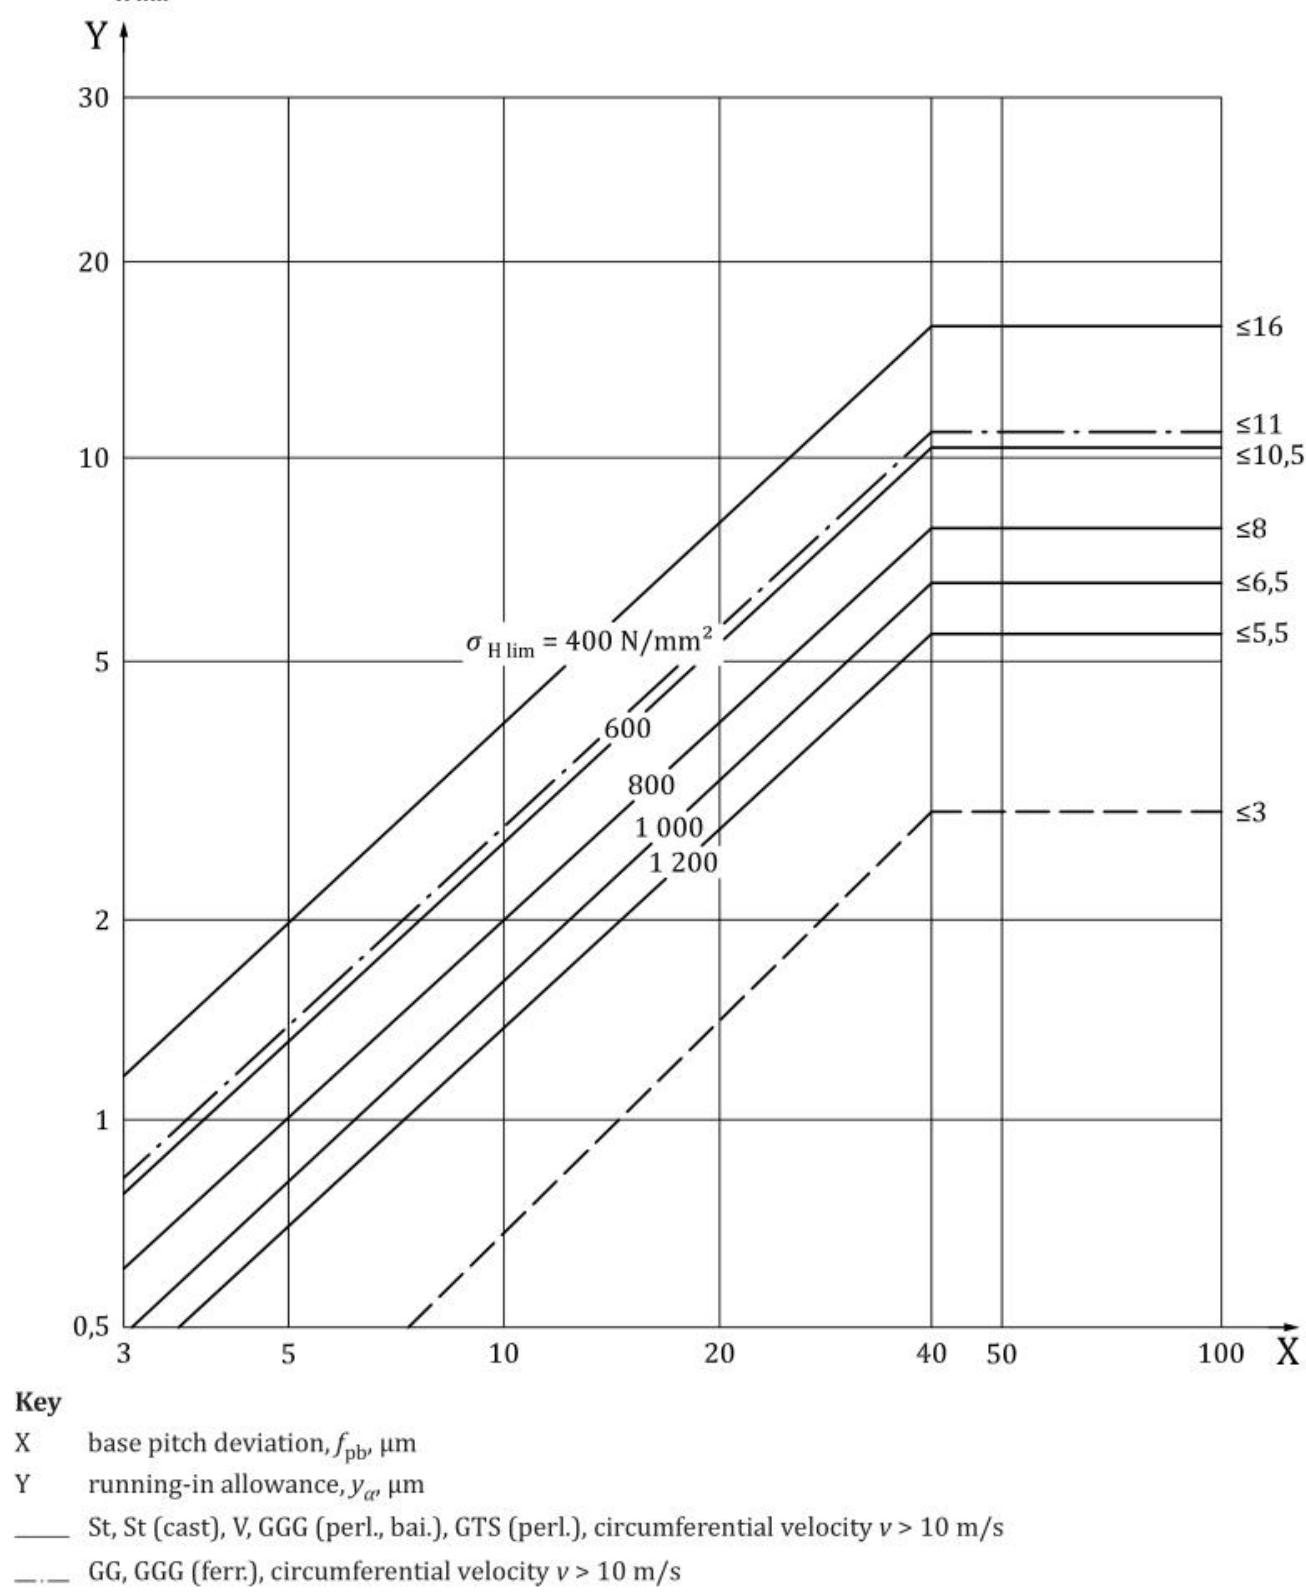 Y
30
20
≤16
≤11
10
≤10,5
≤8
≤6,5
σ H lim = 400 N/mm²
≤5,5
5
600
800
≤3
1 000
1 200
2
1
0,5
3 5 10 20 40 50 100 X
Key
X base pitch deviation, fpb, μm
Y running-in allowance, yα, μm
St, St (cast), V, GGG (perl., bai.), GTS (perl.), circumferential velocity v > 10 m/s
GG, GGG (ferr.), circumferential velocity v > 10 m/s